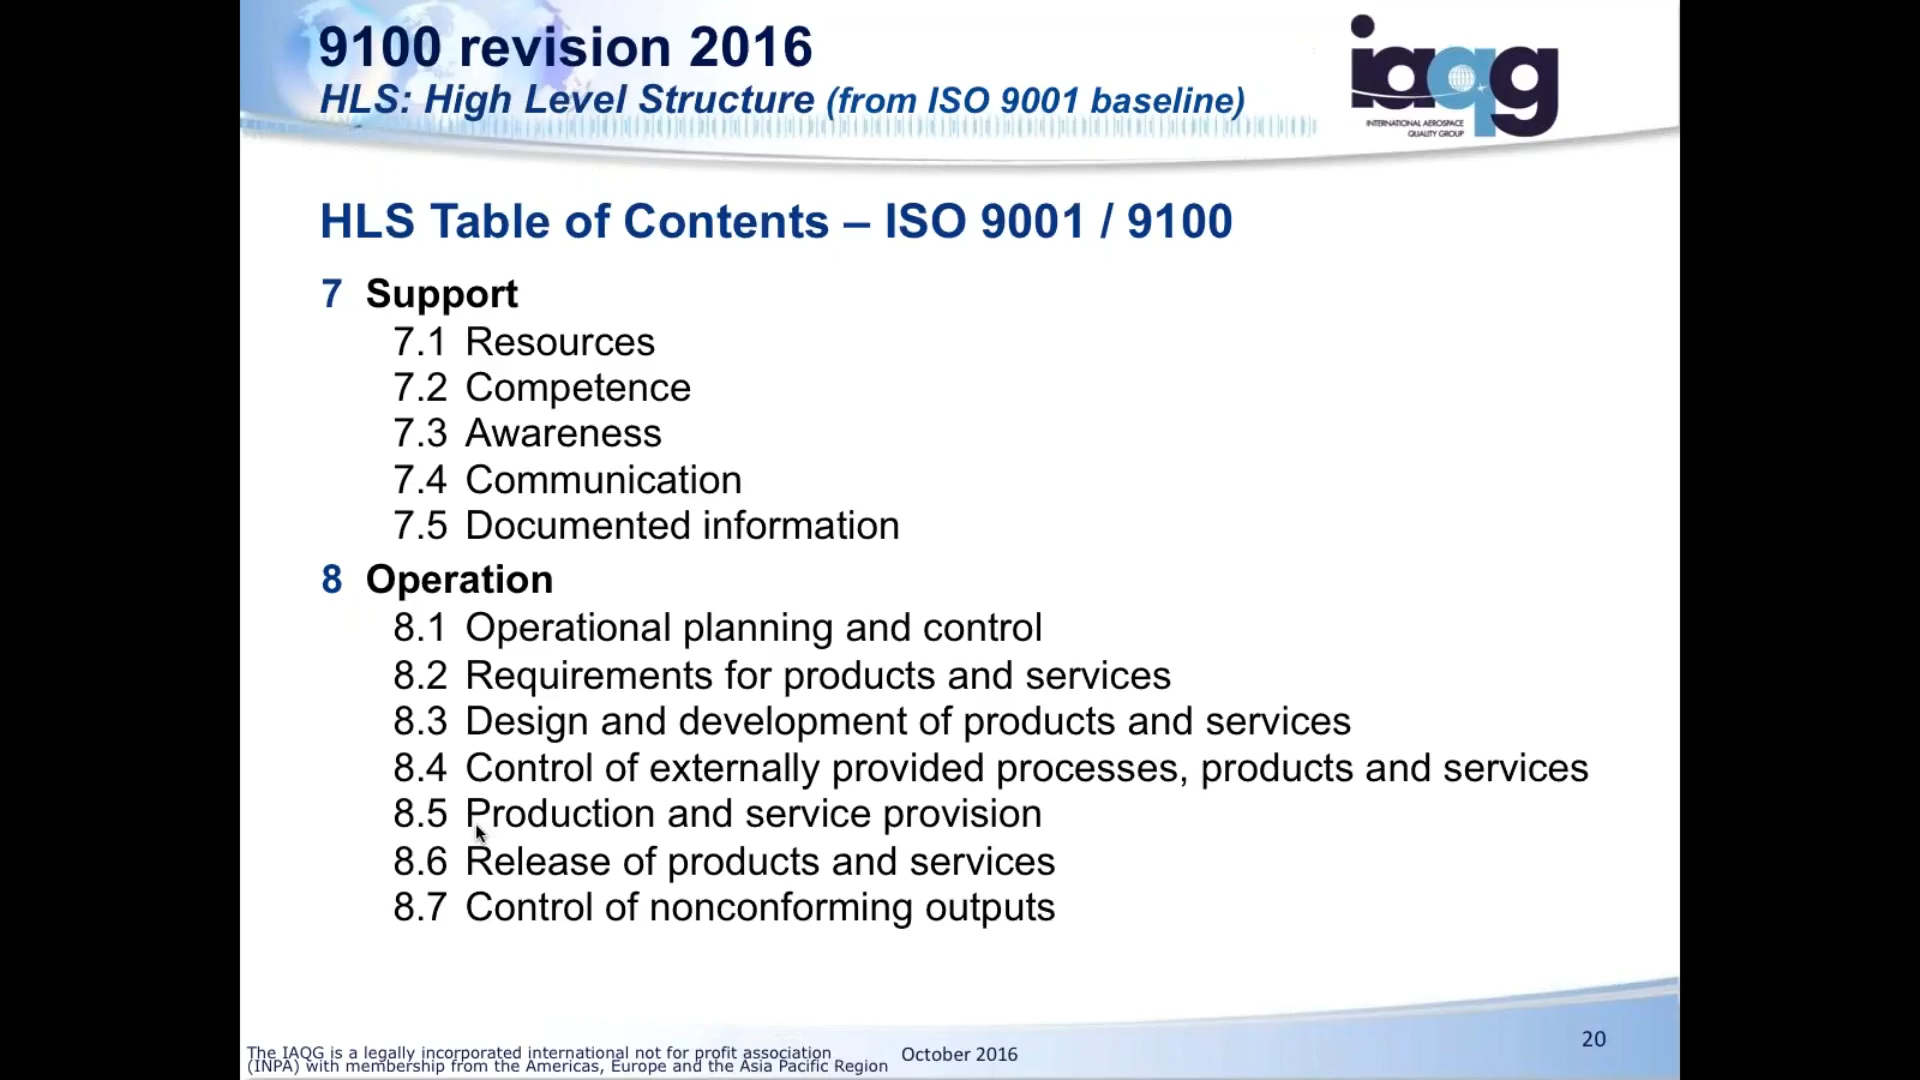 9100 revision 2016
HLS: High Level Structure (from ISO 9001 baseline)
iaqg
INTERNATIONAL AEROSPACE
QUALITY GROUP
HLS Table of Contents – ISO 9001 / 9100
7 Support
7.1 Resources
7.2 Competence
7.3 Awareness
7.4 Communication
7.5 Documented information
8 Operation
8.1 Operational planning and control
8.2 Requirements for products and services
8.3 Design and development of products and services
8.4 Control of externally provided processes, products and services
8.5 Production and service provision
8.6 Release of products and services
8.7 Control of nonconforming outputs
The IAQG is a legally incorporated international not for profit association
(INPA) with membership from the Americas, Europe and the Asia Pacific Region
October 2016
20